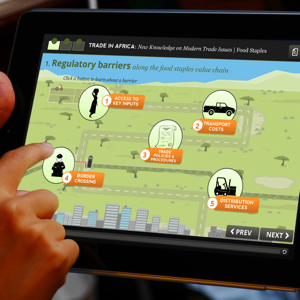 TRADE IN AFRICA: New Knowledge on Modern Trade Issues | Food Staples
1. Regulatory barriers along the food staples value chain
Click a button to learn about a barrier
1 ACCESS TO
KEY INPUTS
2 TRANSPORT
COSTS
3 TRADE
POLICIES &
PROCEDURES
4 BORDER
CROSSING
5 DISTRIBUTION
SERVICES
PREV
NEXT